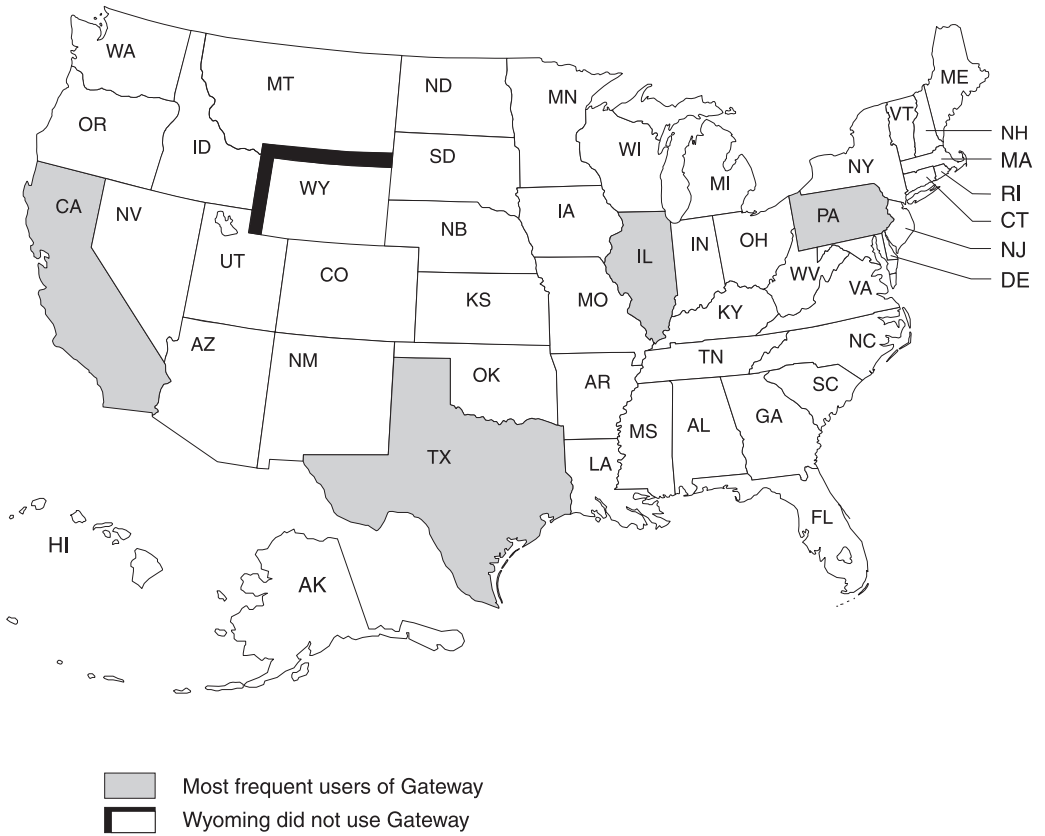 WA
MT
ND
MN
ME
OR
ID
SD
WI
MI
VT
NY
NH
MA
RI
CT
NJ
DE
WY
CA
NV
UT
CO
NB
IA
IL
IN
OH
PA
WV
VA
KS
MO
KY
AZ
NM
OK
AR
TN
NC
SC
TX
LA
MS
AL
GA
FL
HI
AK
Most frequent users of Gateway
Wyoming did not use Gateway